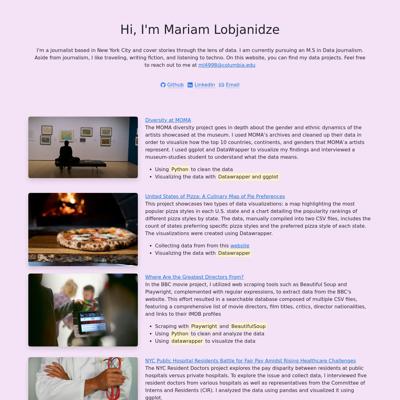 Hi, I'm Mariam Lobjanidze
I'm a journalist based in New York City and cover stories through the lens of data. I am currently pursuing an M.S in Data Journalism.
Aside from journalism, I like traveling, writing fiction, and listening to techno. On this website, you can find my data projects. Feel free
to reach out to me at ml4998@columbia.edu
Github LinkedIn Email
Diversity at MOMA
The MOMA diversity project goes in depth about the gender and ethnic dynamics of the
artists showcased at the museum. I used MOMA's archives and cleaned up their data in
order to visualize how the top 10 countries, continents, and genders that MOMA'a artists
represent. I used ggplot and DataWrapper to visualize my findings and interviewed a
museum-studies student to understand what the data means.
• Using Python to clean the data
• Visualizing the data with Datawrapper and ggplot
United States of Pizza: A Culinary Map of Pie Preferences
This project showcases two types of data visualizations: a map highlighting the most
popular pizza styles in each U.S. state and a chart detailing the popularity rankings of
different pizza styles by state. The data, manually compiled into two CSV files, includes the
count of states preferring specific pizza styles and the preferred pizza style of each state.
The visualizations were created using Datawrapper.
• Collecting data from from this website
• Visualizing the data with Datawrapper
Where Are the Greatest Directors From?
In the BBC movie project, I utilized web scraping tools such as Beautiful Soup and
Playwright, complemented with regular expressions, to extract data from the BBC's
website. This effort resulted in a searchable database composed of multiple CSV files,
featuring a comprehensive list of movie directors, film titles, critics, director nationalities,
and links to their IMDB profiles
• Scraping with Playwright and BeautifulSoup
• Using Python to clean and analyze the data
• Using datawrapper to visualize the data
NYC Public Hospital Residents Battle for Fair Pay Amidst Rising Healthcare Challenges
The NYC Resident Doctors project explores the pay disparity between residents at public
hospitals versus private hospitals. To explore the issue and collect data, I interviewed five
resident doctors from various hospitals as well as representatives from the Committee of
Interns and Residents (CIR). I analyzed the data using pandas and visualized it using
ggplot.